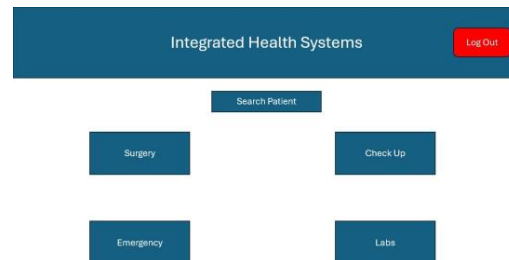 Integrated Health Systems
Log Out
Search Patient
Surgery
Check Up
Emergency
Labs